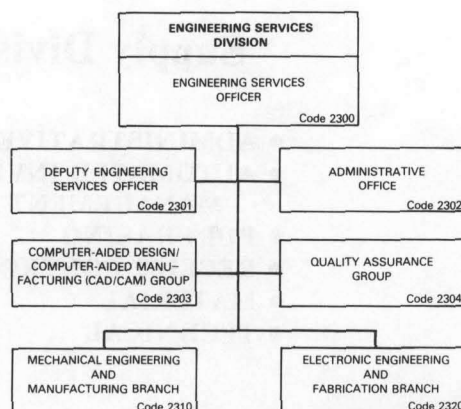 ENGINEERING SERVICES
DIVISION
ENGINEERING SERVICES
OFFICER
Code 2300
DEPUTY ENGINEERING
SERVICES OFFICER
Code 2301
ADMINISTRATIVE
OFFICE
Code 2302
COMPUTER-AIDED DESIGN/
COMPUTER-AIDED MANU-
FACTURING (CAD/CAM) GROUP
Code 2303
QUALITY ASSURANCE
GROUP
Code 2304
MECHANICAL ENGINEERING
AND
MANUFACTURING BRANCH
Code 2310
ELECTRONIC ENGINEERING
AND
FABRICATION BRANCH
Code 2320